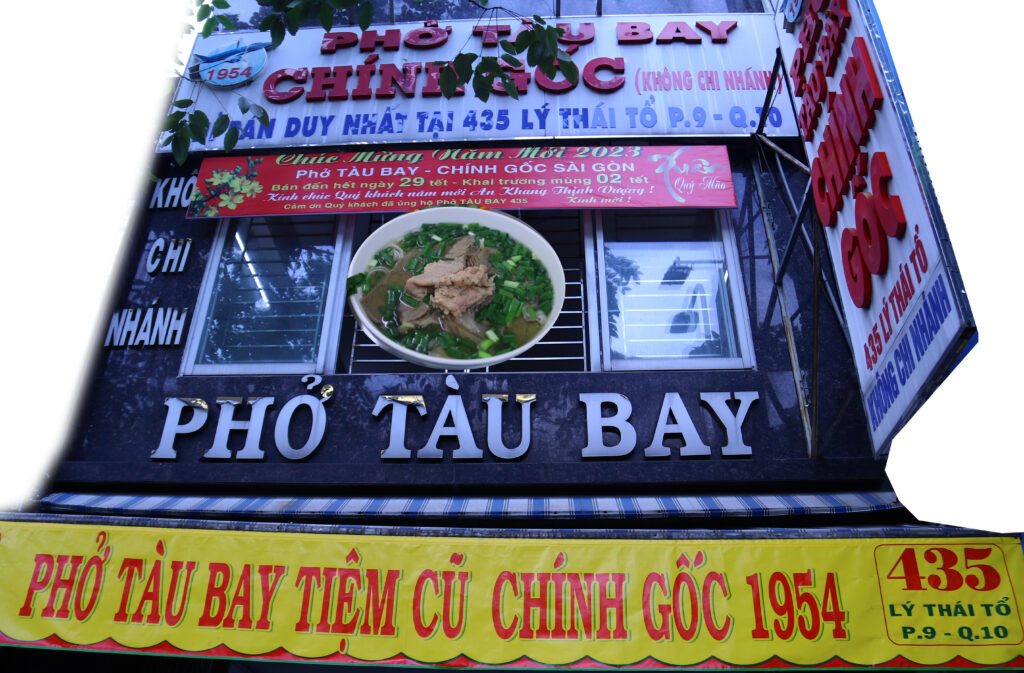 1954
PHỞ TÀU BAY
CHÍNH GỐC (KHÔNG CHI NHÁNH)
BÁN DUY NHẤT TẠI 435 LÝ THÁI TỔ P.9 - Q.10
Chúc Mừng Năm Mới 2023
Phở TÀU BAY - CHÍNH GỐC SÀI GÒN
Bán đến hết ngày 29 tết - Khai trương mùng 02 tết
Kính chúc Quý khách năm mới An Khang Thịnh Vượng !
Cảm ơn Quý khách đã ủng hộ Phở TÀU BAY 435
Kính mời !
Xuân
Quý Mão
KHÔ
CHI
NHÁNH
PHỞ TÀU BAY
CHÍNH
GỐC
435 LÝ THÁI TỔ
KHÔNG CHI NHÁNH
PHỞ TÀU BAY TIỆM CŨ CHÍNH GỐC 1954
435
LÝ THÁI TỔ
P.9 - Q.10